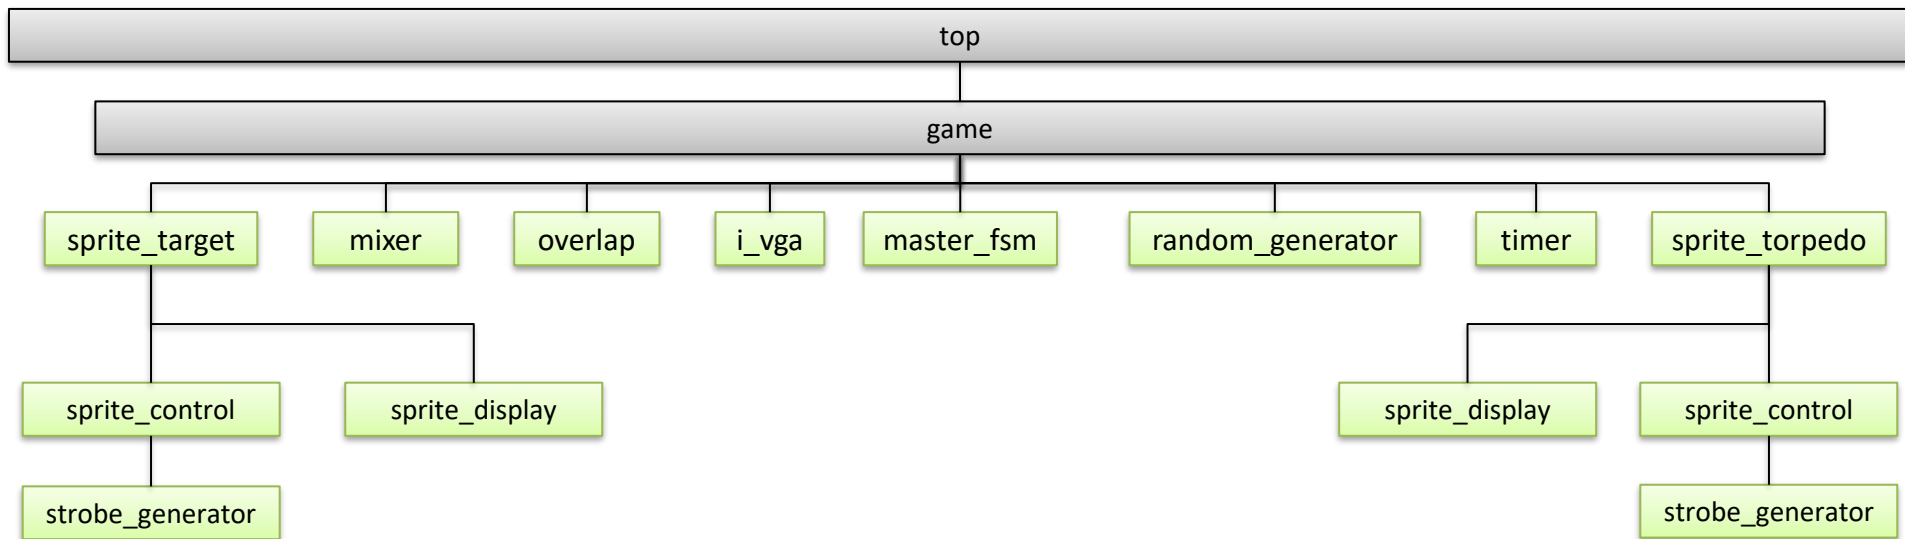 top
game
sprite_target
mixer
overlap
i_vga
master_fsm
random_generator
timer
sprite_torpedo
sprite_control
sprite_display
sprite_display
sprite_control
strobe_generator
strobe_generator